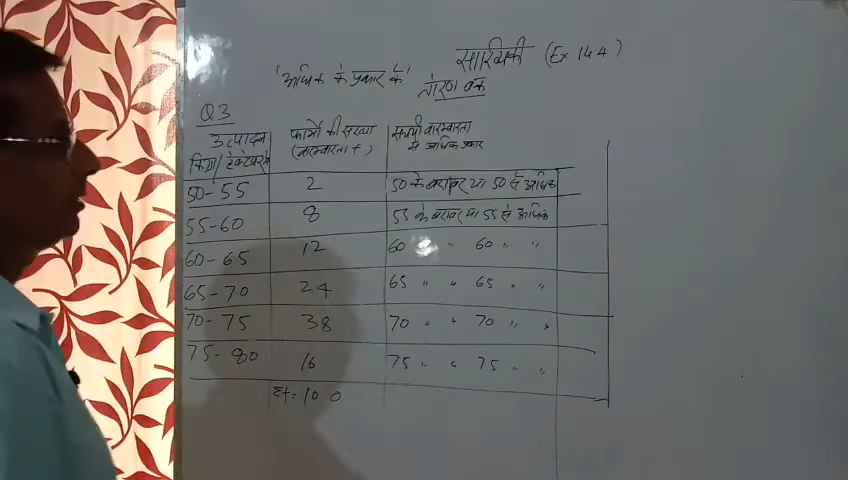 सांख्यिकी (Ex 14.4)
'अधिक के प्रकार के' तोरण वक्र
Q3
उत्पादन किग्रा/हेक्टेयर में
फार्मों की संख्या (बारम्बारता f)
संचयी बारम्बारता से अधिक प्रकार
50-55 2 50 के बराबर या 50 से अधिक
55-60 8 55 के बराबर या 55 से अधिक
60-65 12 60 " " 60 " "
65-70 24 65 " " 65 " "
70-75 38 70 " " 70 " "
75-80 16 75 " " 75 " "
Σf = 100